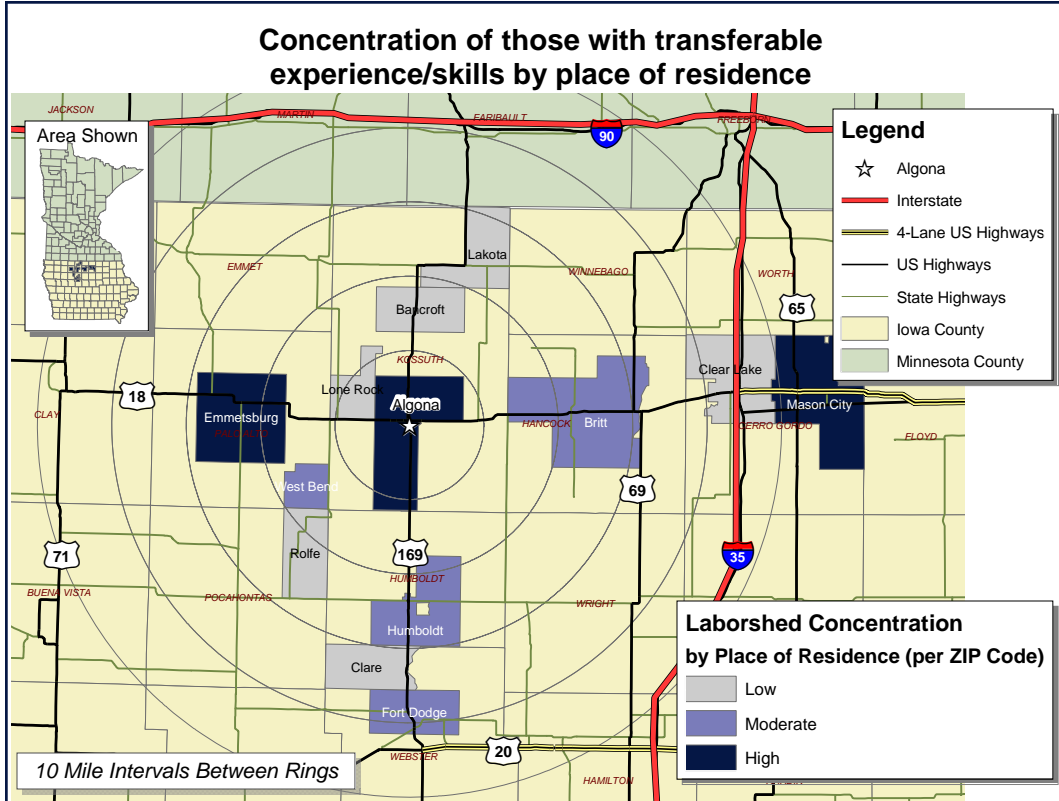 Concentration of those with transferable
experience/skills by place of residence
JACKSON
MARTIN
FARIBAULT
FREEBORN
90
Area Shown
Legend
Algona
Interstate
4-Lane US Highways
US Highways
State Highways
Iowa County
Minnesota County
EMMET
Lakota
WINNEBAGO
WORTH
65
Bancroft
KOSSUTH
Lone Rock
Clear Lake
18
Algona
Mason City
CLAY
Emmetsburg
PALO ALTO
HANCOCK
Britt
CERRO GORDO
FLOYD
West Bend
69
71
Rolfe
169
35
HUMBOLDT
BUENA VISTA
POCAHONTAS
WRIGHT
Humboldt
Clare
Fort Dodge
WEBSTER
20
HAMILTON
Laborshed Concentration
by Place of Residence (per ZIP Code)
Low
Moderate
High
10 Mile Intervals Between Rings